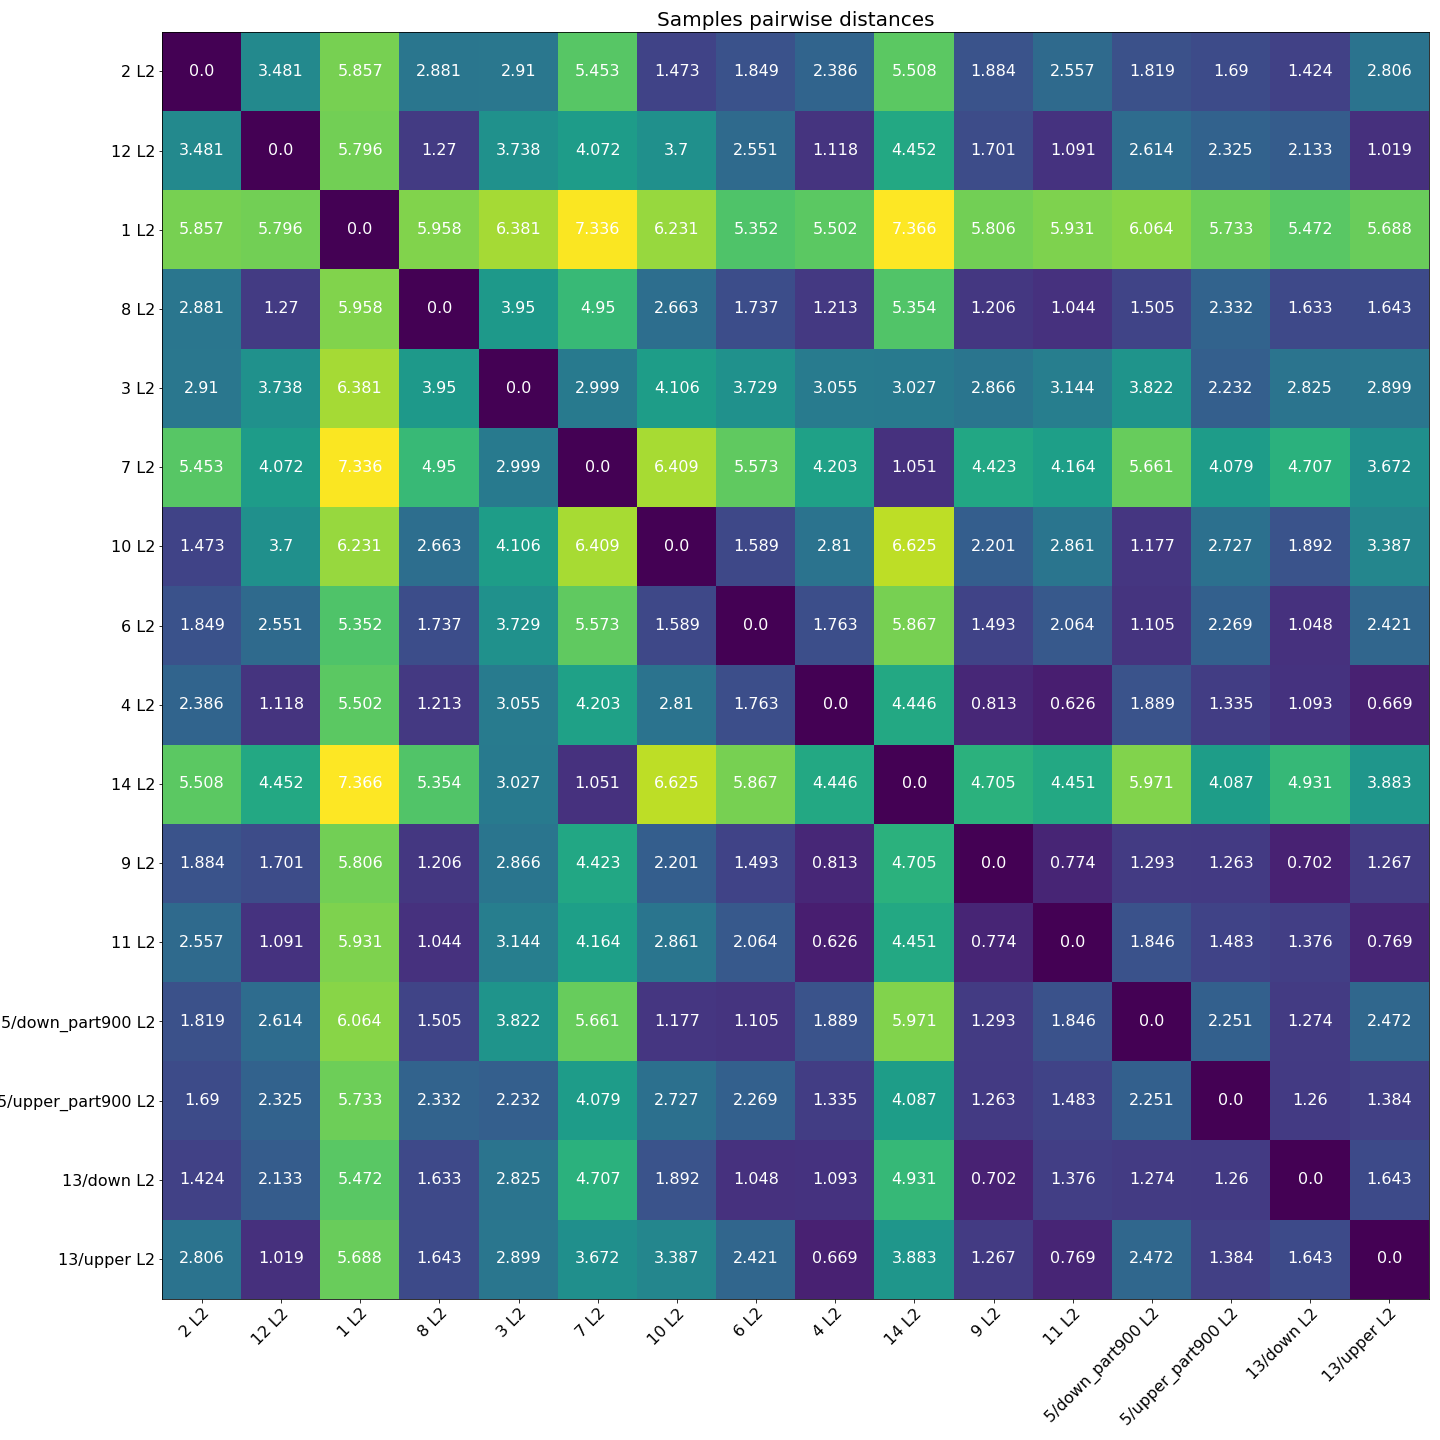 Samples pairwise distances
2 L2 0.0 3.481 5.857 2.881 2.91 5.453 1.473 1.849 2.386 5.508 1.884 2.557 1.819 1.69 1.424 2.806
12 L2 3.481 0.0 5.796 1.27 3.738 4.072 3.7 2.551 1.118 4.452 1.701 1.091 2.614 2.325 2.133 1.019
1 L2 5.857 5.796 0.0 5.958 6.381 7.336 6.231 5.352 5.502 7.366 5.806 5.931 6.064 5.733 5.472 5.688
8 L2 2.881 1.27 5.958 0.0 3.95 4.95 2.663 1.737 1.213 5.354 1.206 1.044 1.505 2.332 1.633 1.643
3 L2 2.91 3.738 6.381 3.95 0.0 2.999 4.106 3.729 3.055 3.027 2.866 3.144 3.822 2.232 2.825 2.899
7 L2 5.453 4.072 7.336 4.95 2.999 0.0 6.409 5.573 4.203 1.051 4.423 4.164 5.661 4.079 4.707 3.672
10 L2 1.473 3.7 6.231 2.663 4.106 6.409 0.0 1.589 2.81 6.625 2.201 2.861 1.177 2.727 1.892 3.387
6 L2 1.849 2.551 5.352 1.737 3.729 5.573 1.589 0.0 1.763 5.867 1.493 2.064 1.105 2.269 1.048 2.421
4 L2 2.386 1.118 5.502 1.213 3.055 4.203 2.81 1.763 0.0 4.446 0.813 0.626 1.889 1.335 1.093 0.669
14 L2 5.508 4.452 7.366 5.354 3.027 1.051 6.625 5.867 4.446 0.0 4.705 4.451 5.971 4.087 4.931 3.883
9 L2 1.884 1.701 5.806 1.206 2.866 4.423 2.201 1.493 0.813 4.705 0.0 0.774 1.293 1.263 0.702 1.267
11 L2 2.557 1.091 5.931 1.044 3.144 4.164 2.861 2.064 0.626 4.451 0.774 0.0 1.846 1.483 1.376 0.769
5/down_part900 L2 1.819 2.614 6.064 1.505 3.822 5.661 1.177 1.105 1.889 5.971 1.293 1.846 0.0 2.251 1.274 2.472
5/upper_part900 L2 1.69 2.325 5.733 2.332 2.232 4.079 2.727 2.269 1.335 4.087 1.263 1.483 2.251 0.0 1.26 1.384
13/down L2 1.424 2.133 5.472 1.633 2.825 4.707 1.892 1.048 1.093 4.931 0.702 1.376 1.274 1.26 0.0 1.643
13/upper L2 2.806 1.019 5.688 1.643 2.899 3.672 3.387 2.421 0.669 3.883 1.267 0.769 2.472 1.384 1.643 0.0
2 L2 12 L2 1 L2 8 L2 3 L2 7 L2 10 L2 6 L2 4 L2 14 L2 9 L2 11 L2 5/down_part900 L2 5/upper_part900 L2 13/down L2 13/upper L2